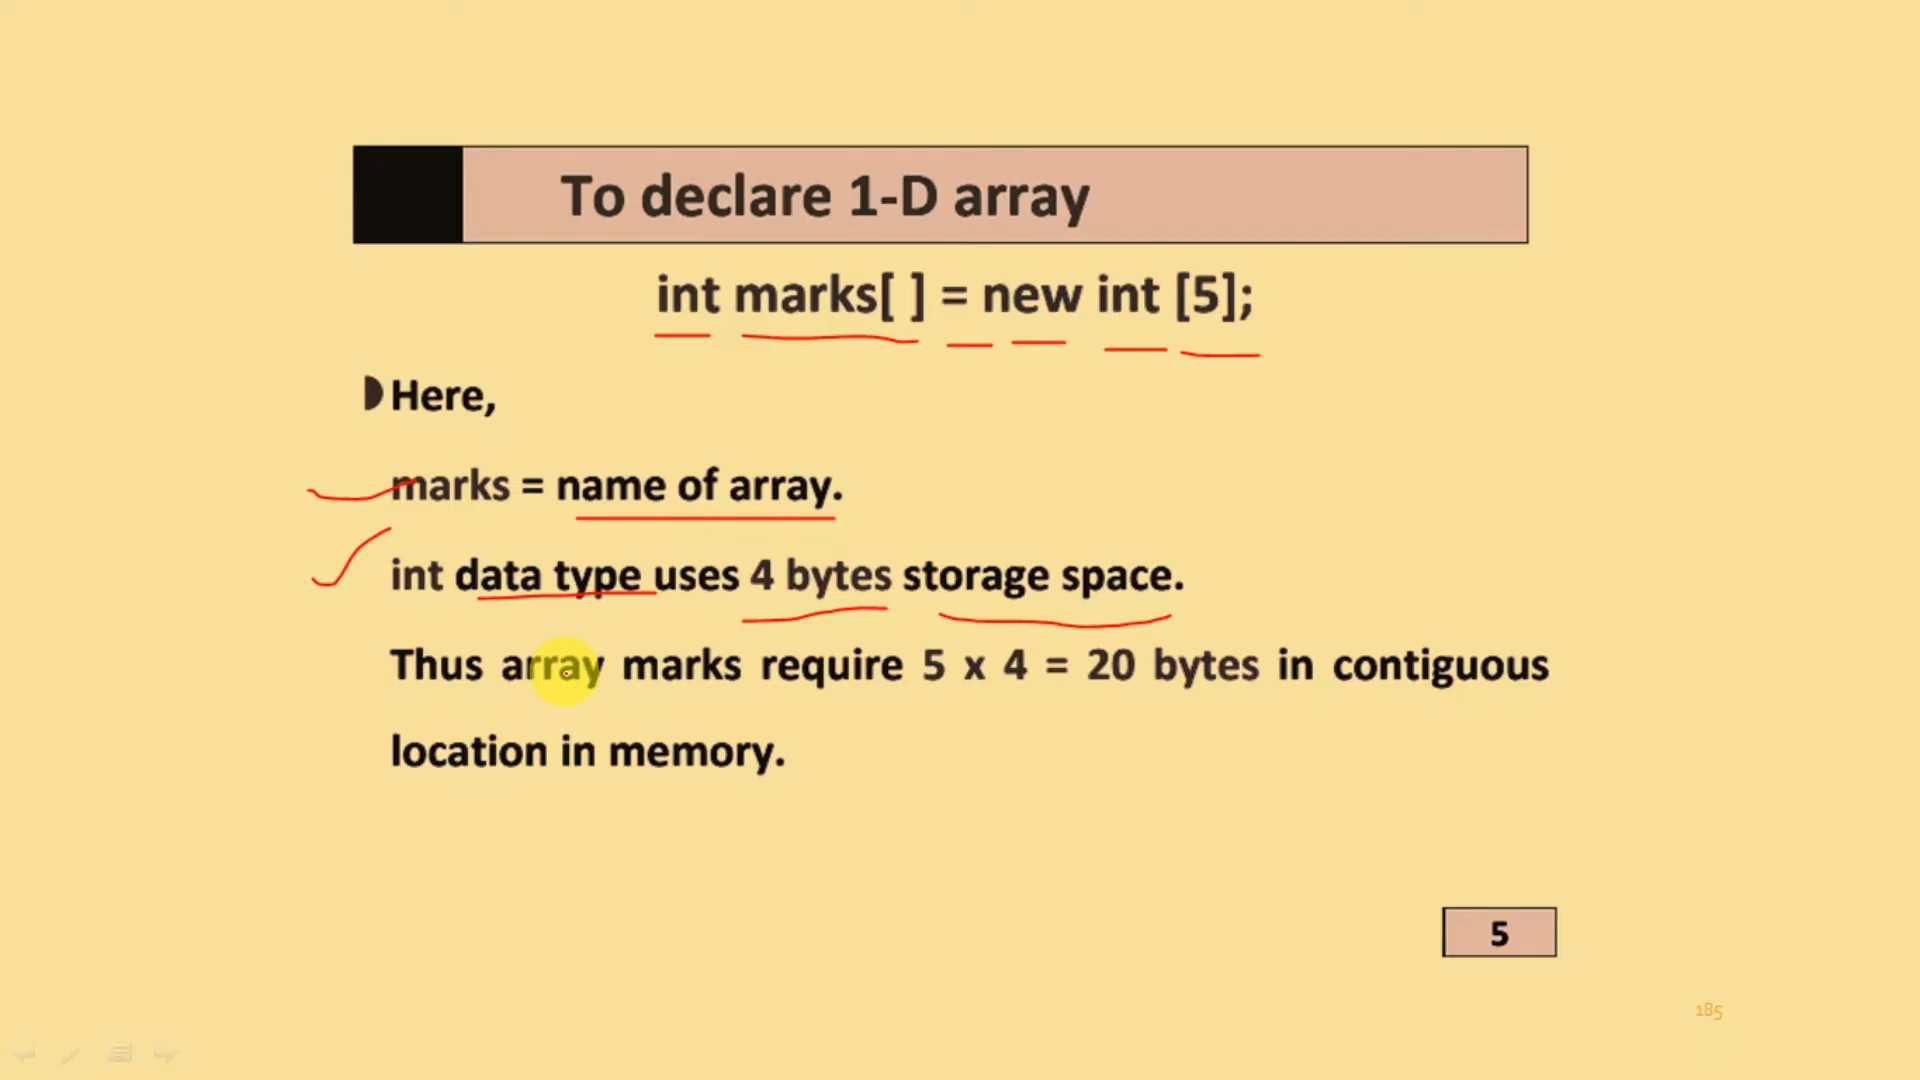 To declare 1-D array
int marks[ ] = new int [5];
Here,
marks = name of array.
int data type uses 4 bytes storage space.
Thus array marks require 5 x 4 = 20 bytes in contiguous
location in memory.
5
185